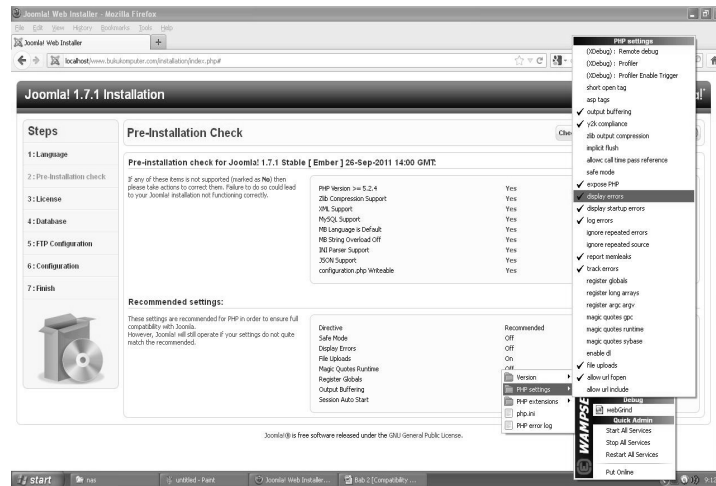 Joomla! Web Installer - Mozilla Firefox
File Edit View History Bookmarks Tools Help
Joomla! Web Installer
localhost/www.bukukomputer.com/installation/index.php#
Joomla! 1.7.1 Installation
Steps
1 : Language
2 : Pre-Installation check
3 : License
4 : Database
5 : FTP Configuration
6 : Configuration
7 : Finish
Pre-Installation Check
Pre-installation check for Joomla! 1.7.1 Stable [ Ember ] 26-Sep-2011 14:00 GMT:
If any of these items is not supported (marked as No) then
please take actions to correct them. Failure to do so could lead
to your Joomla! installation not functioning correctly.
PHP Version >= 5.2.4 Yes
Zlib Compression Support Yes
XML Support Yes
MySQL Support Yes
MB Language is Default Yes
MB String Overload Off Yes
INI Parser Support Yes
JSON Support Yes
configuration.php Writeable Yes
Recommended settings:
These settings are recommended for PHP in order to ensure full
compatibility with Joomla.
However, Joomla! will still operate if your settings do not quite
match the recommended.
Directive Recommended
Safe Mode Off
Display Errors Off
File Uploads On
Magic Quotes Runtime Off
Register Globals
Output Buffering
Session Auto Start
Joomla!® is free software released under the GNU General Public License.
Version
PHP settings
PHP extensions
php.ini
PHP error log
PHP settings
(XDebug) : Remote debug
(XDebug) : Profiler
(XDebug) : Profiler Enable Trigger
short open tag
asp tags
output buffering
y2k compliance
zlib output compression
implicit flush
allow call time pass reference
safe mode
expose PHP
display errors
display startup errors
log errors
ignore repeated errors
ignore repeated source
report memleaks
track errors
register globals
register long arrays
register argc argv
magic quotes gpc
magic quotes runtime
magic quotes sybase
enable dl
file uploads
allow url fopen
allow url include
Debug
webGrind
Quick Admin
Start All Services
Stop All Services
Restart All Services
Put Online
start
nas
untitled - Paint
Joomla! Web Installer...
Bab 2 [Compatibility ...